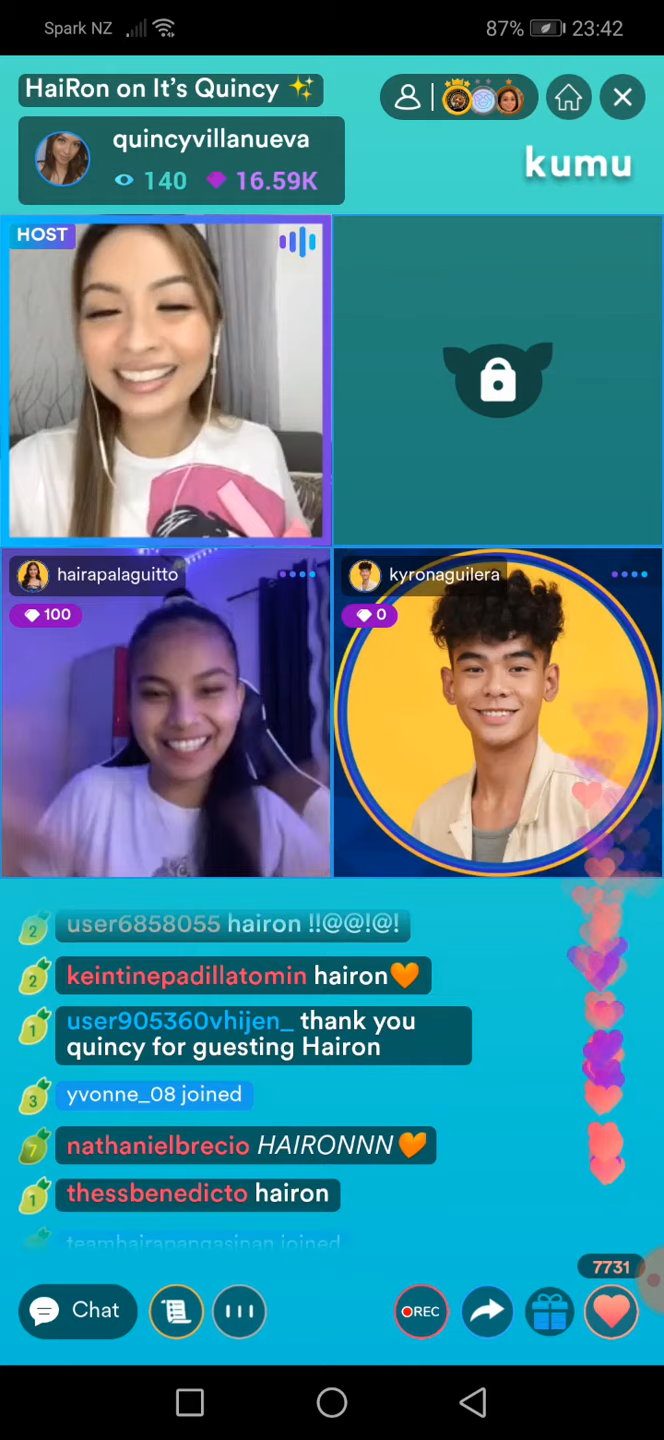 Spark NZ
87% 23:42
HaiRon on It's Quincy ✨
quincyvillanueva
140 16.59K
kumu
HOST
hairapalaguitto
100
kyronaguilera
0
2 user6858055 hairon !!@@!@!
2 keintinepadillatomin hairon🧡
1 user905360vhijen_ thank you
quincy for guesting Hairon
3 yvonne_08 joined
7 nathanielbrecio HAIRONNN🧡
1 thessbenedicto hairon
teamhairapangasinan joined
7731
Chat
REC